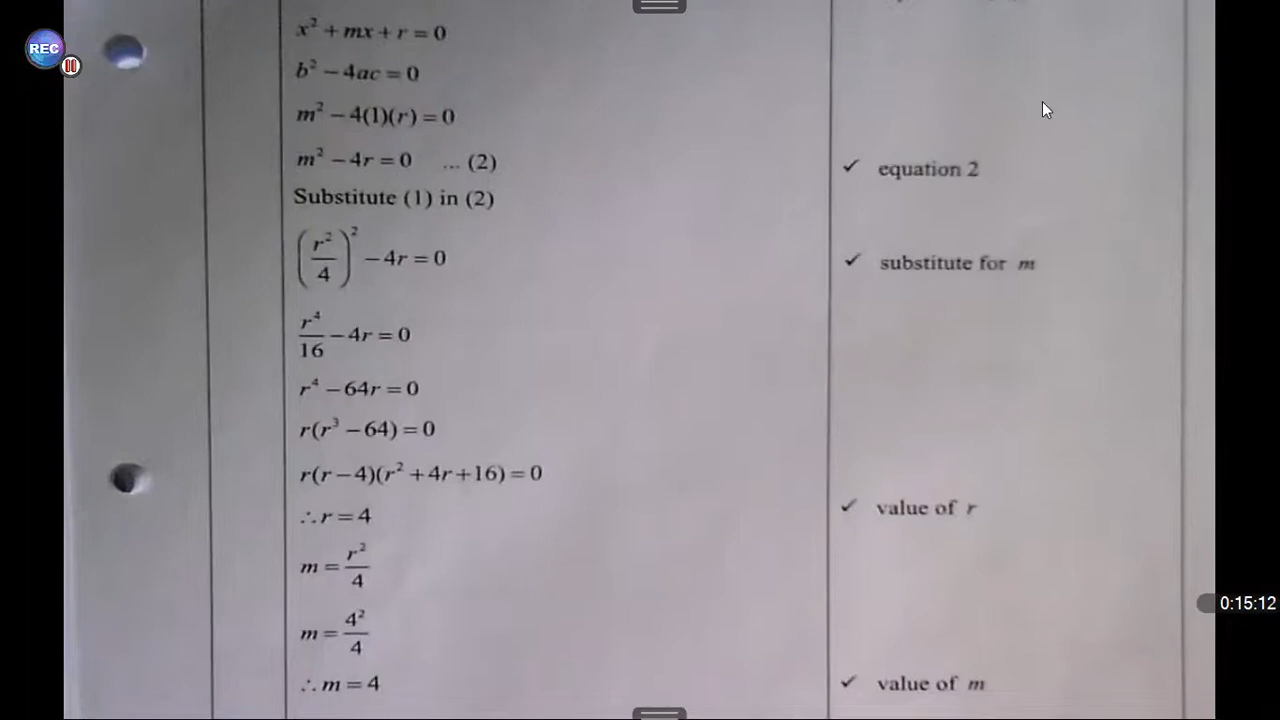 REC
x² + mx + r = 0
b² − 4ac = 0
m² − 4(1)(r) = 0
m² − 4r = 0 ... (2)
✓ equation 2
Substitute (1) in (2)
(r²/4)² − 4r = 0
✓ substitute for m
r⁴/16 − 4r = 0
r⁴ − 64r = 0
r(r³ − 64) = 0
r(r − 4)(r² + 4r + 16) = 0
∴ r = 4
✓ value of r
m = r²/4
0:15:12
m = 4²/4
∴ m = 4
✓ value of m